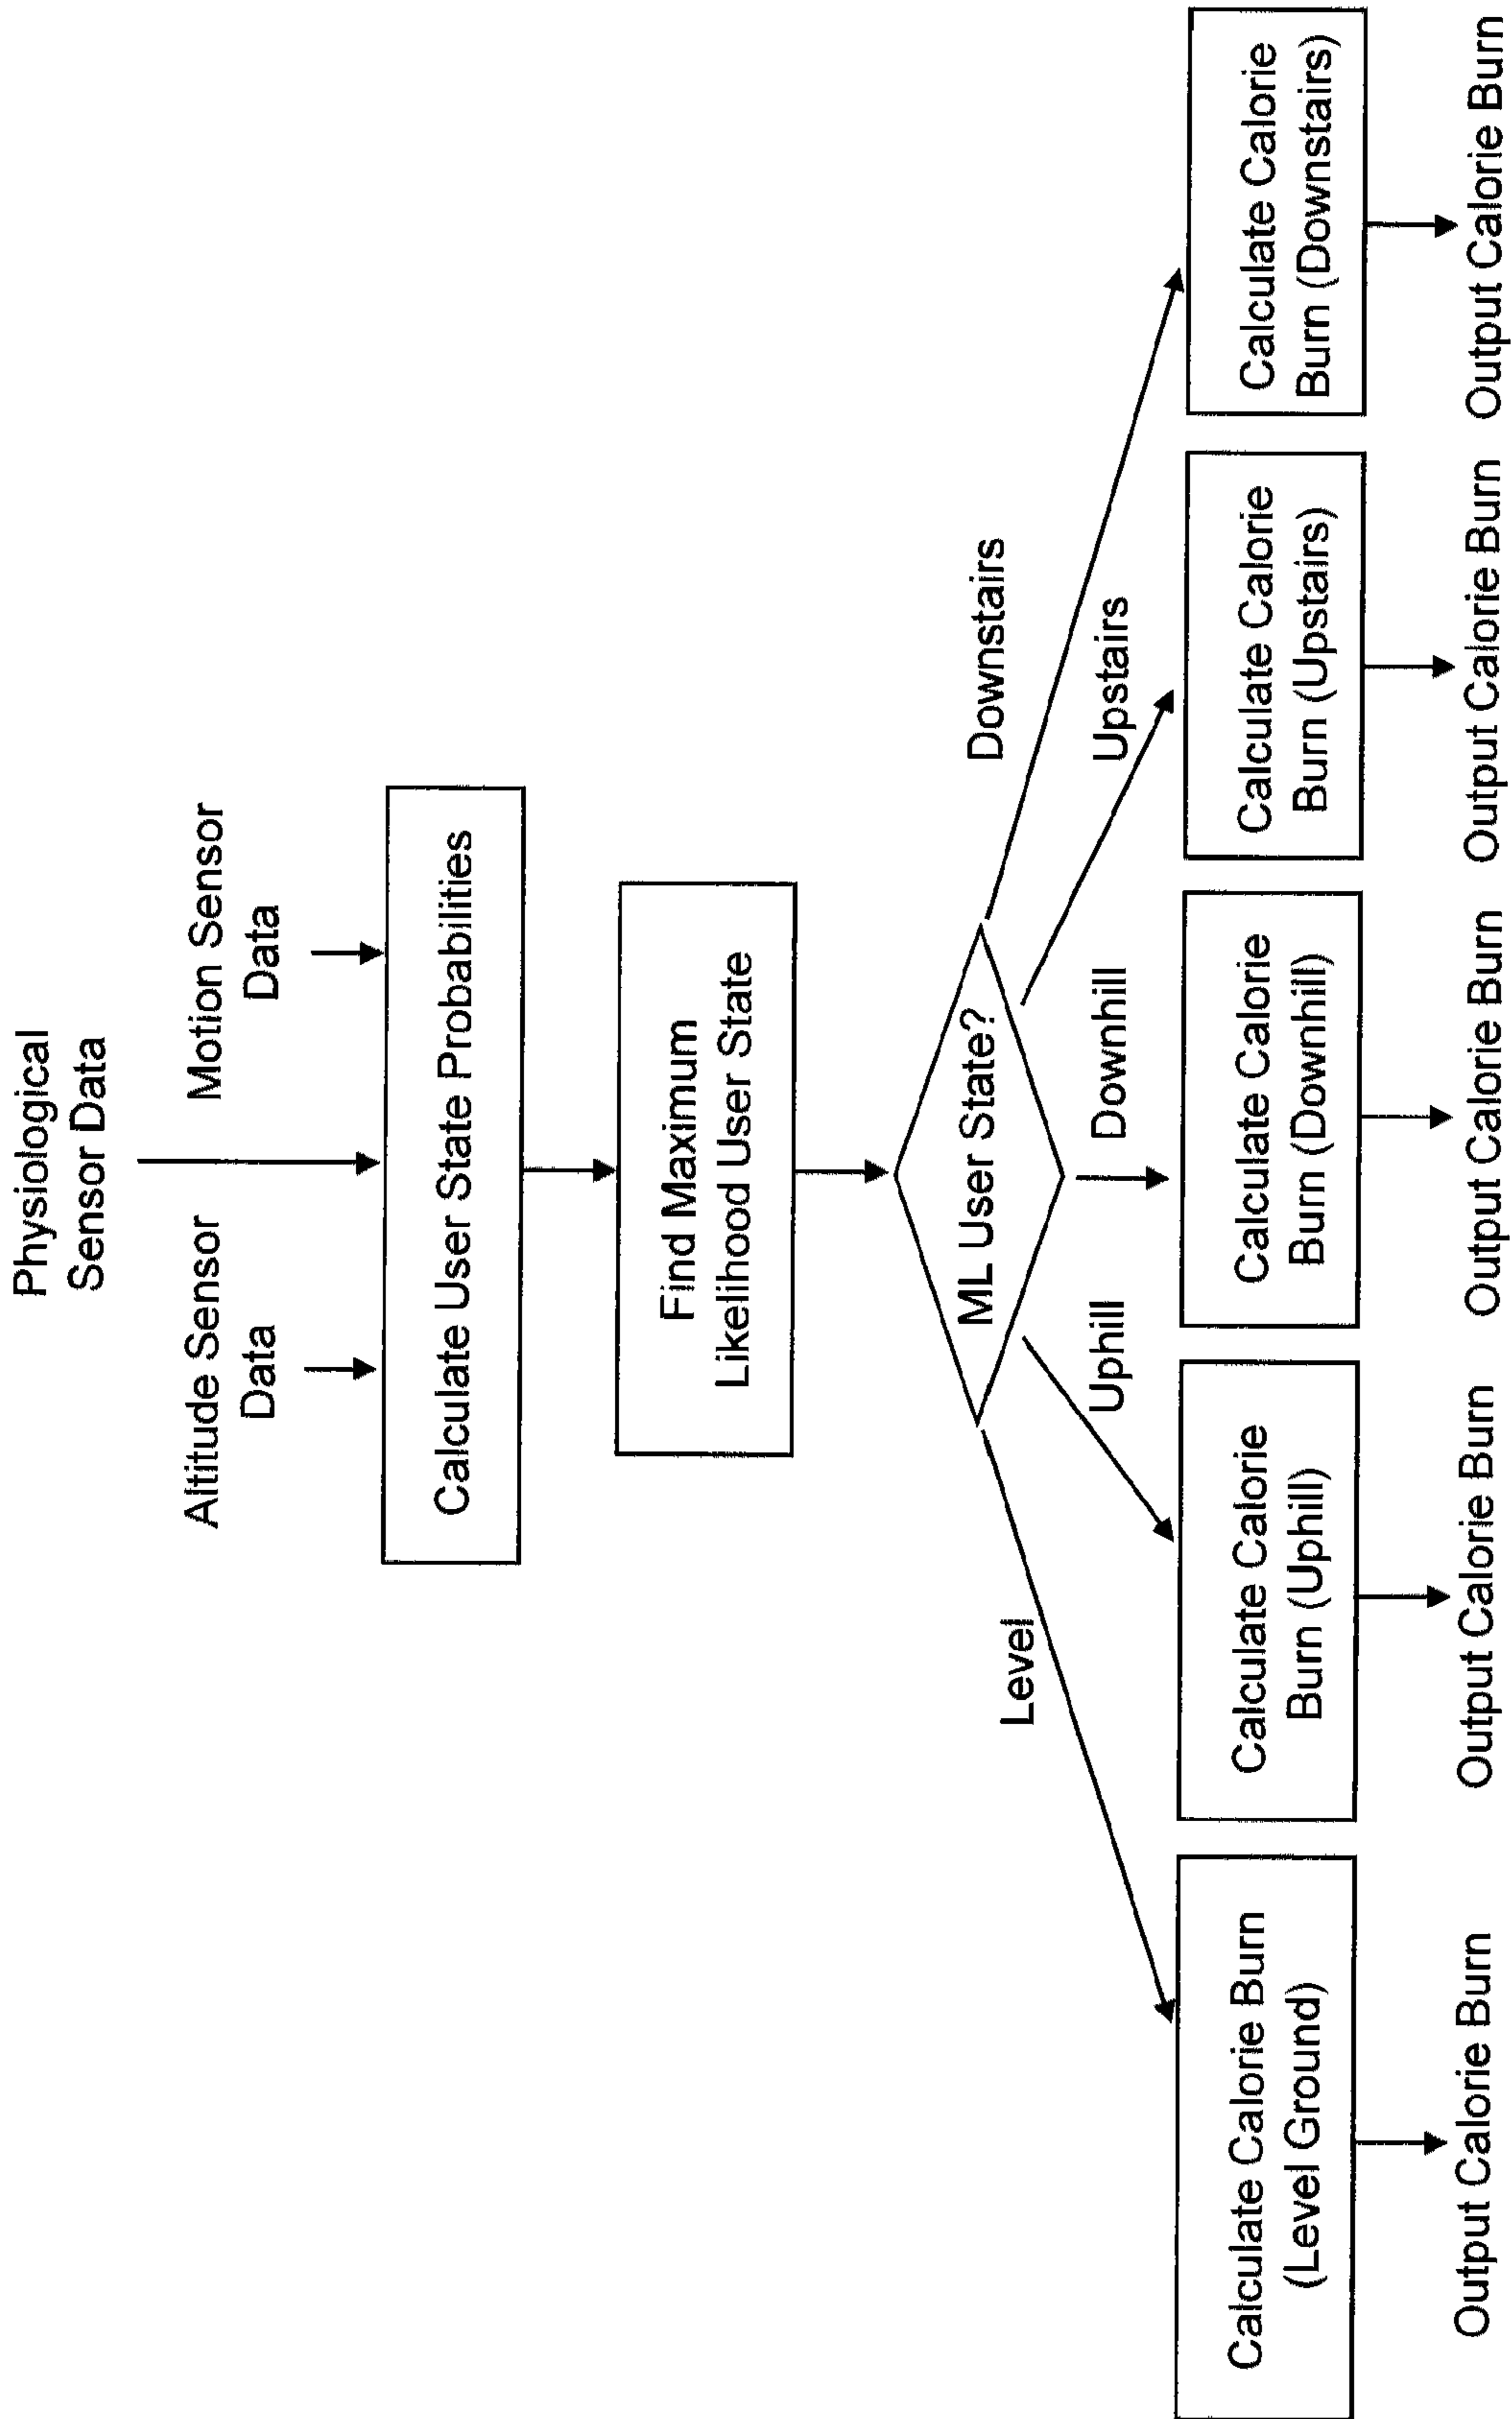 Physiological
Sensor Data
Altitude Sensor
Data
Motion Sensor
Data
Calculate User State Probabilities
Find Maximum
Likelihood User State
ML User State?
Level
Uphill
Downhill
Upstairs
Downstairs
Calculate Calorie Burn
(Level Ground)
Calculate Calorie
Burn (Uphill)
Calculate Calorie
Burn (Downhill)
Calculate Calorie
Burn (Upstairs)
Calculate Calorie
Burn (Downstairs)
Output Calorie Burn
Output Calorie Burn
Output Calorie Burn
Output Calorie Burn
Output Calorie Burn